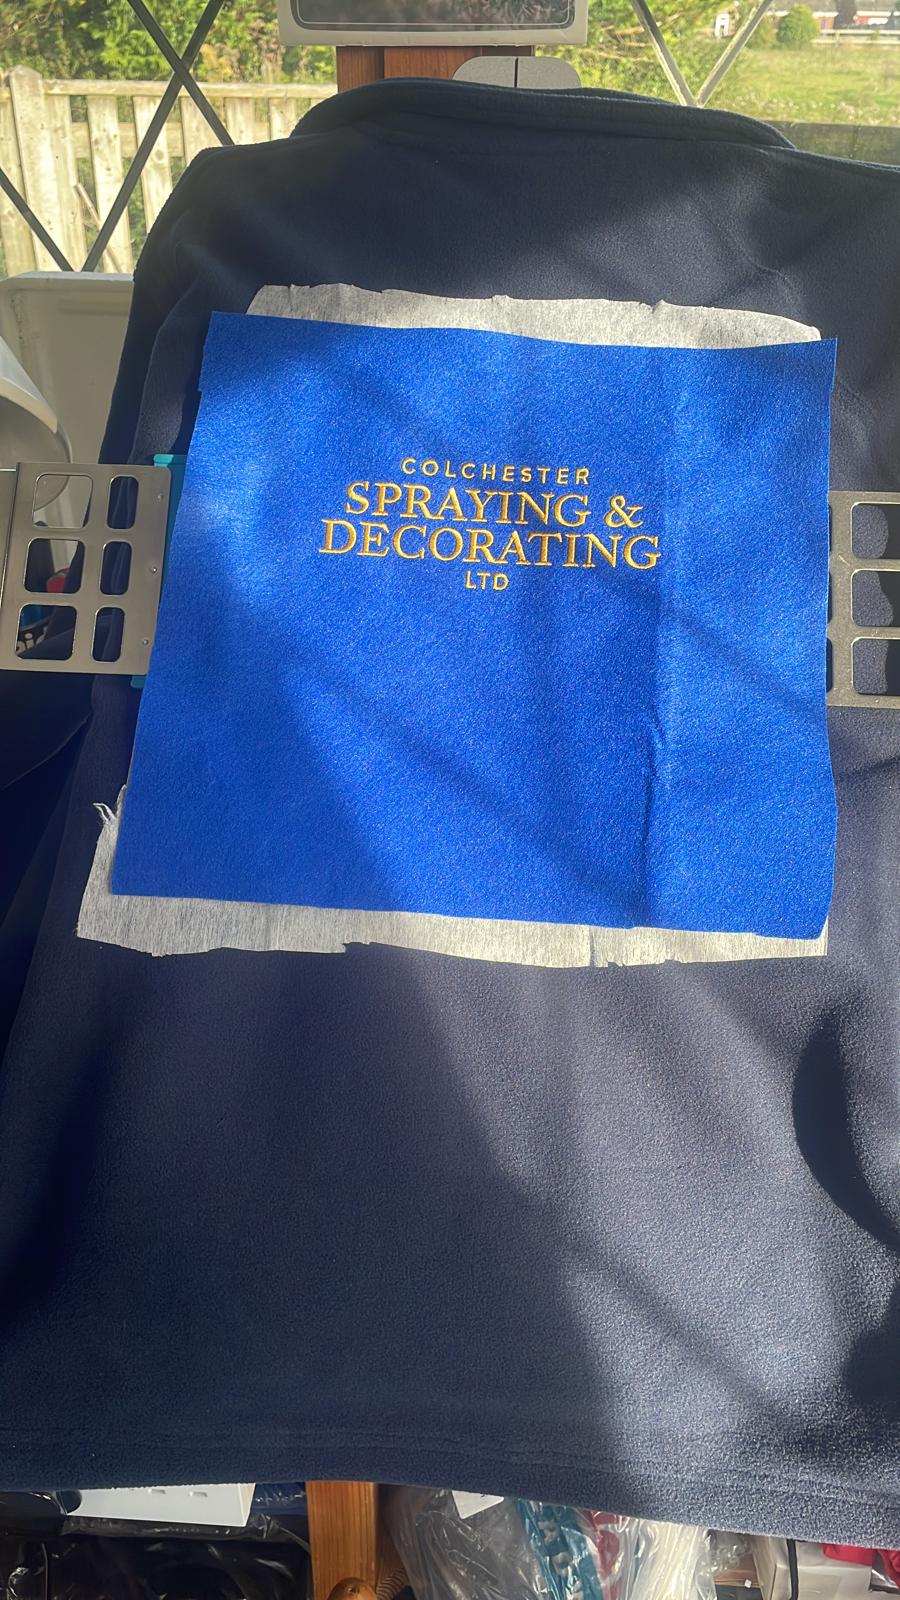 COLCHESTER
SPRAYING &
DECORATING
LTD